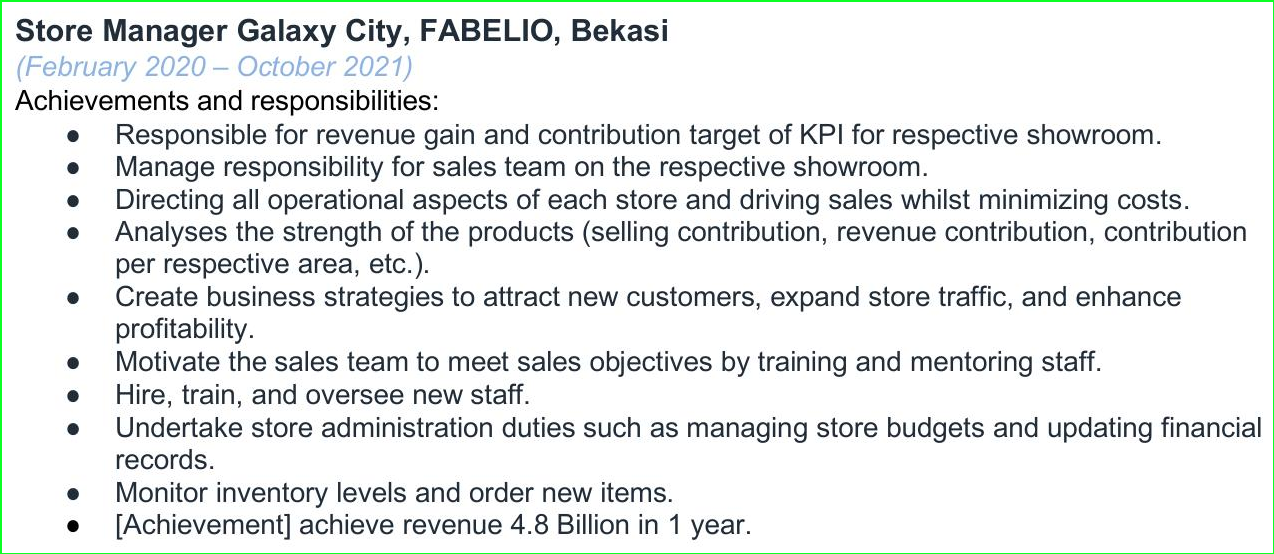 Store Manager Galaxy City, FABELIO, Bekasi
(February 2020 – October 2021)
Achievements and responsibilities:
● Responsible for revenue gain and contribution target of KPI for respective showroom.
● Manage responsibility for sales team on the respective showroom.
● Directing all operational aspects of each store and driving sales whilst minimizing costs.
● Analyses the strength of the products (selling contribution, revenue contribution, contribution
per respective area, etc.).
● Create business strategies to attract new customers, expand store traffic, and enhance
profitability.
● Motivate the sales team to meet sales objectives by training and mentoring staff.
● Hire, train, and oversee new staff.
● Undertake store administration duties such as managing store budgets and updating financial
records.
● Monitor inventory levels and order new items.
● [Achievement] achieve revenue 4.8 Billion in 1 year.